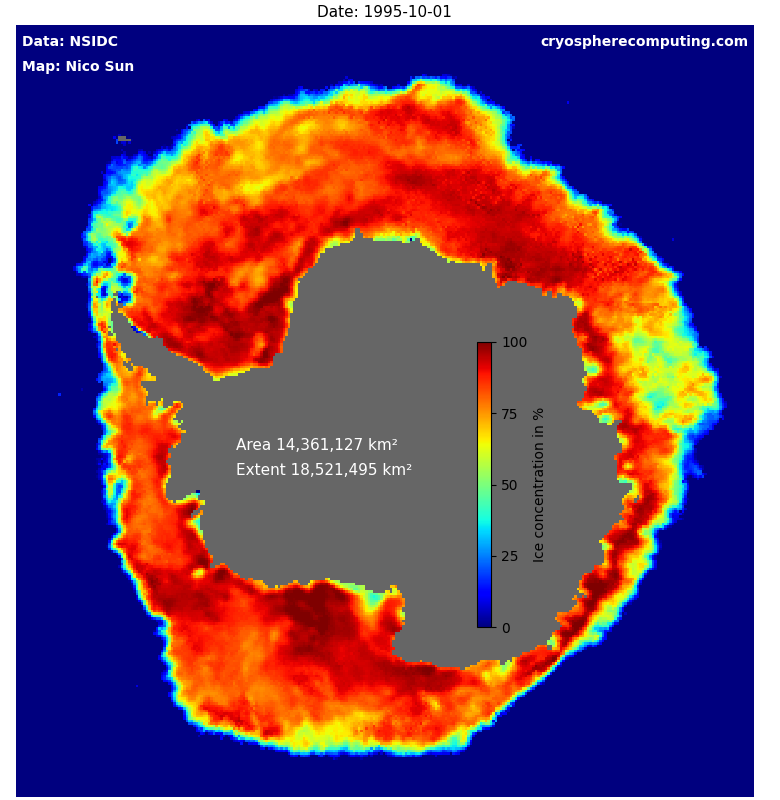 Date: 1995-10-01
Data: NSIDC
cryospherecomputing.com
Map: Nico Sun
100
75
50
25
0
Ice concentration in %
Area 14,361,127 km²
Extent 18,521,495 km²